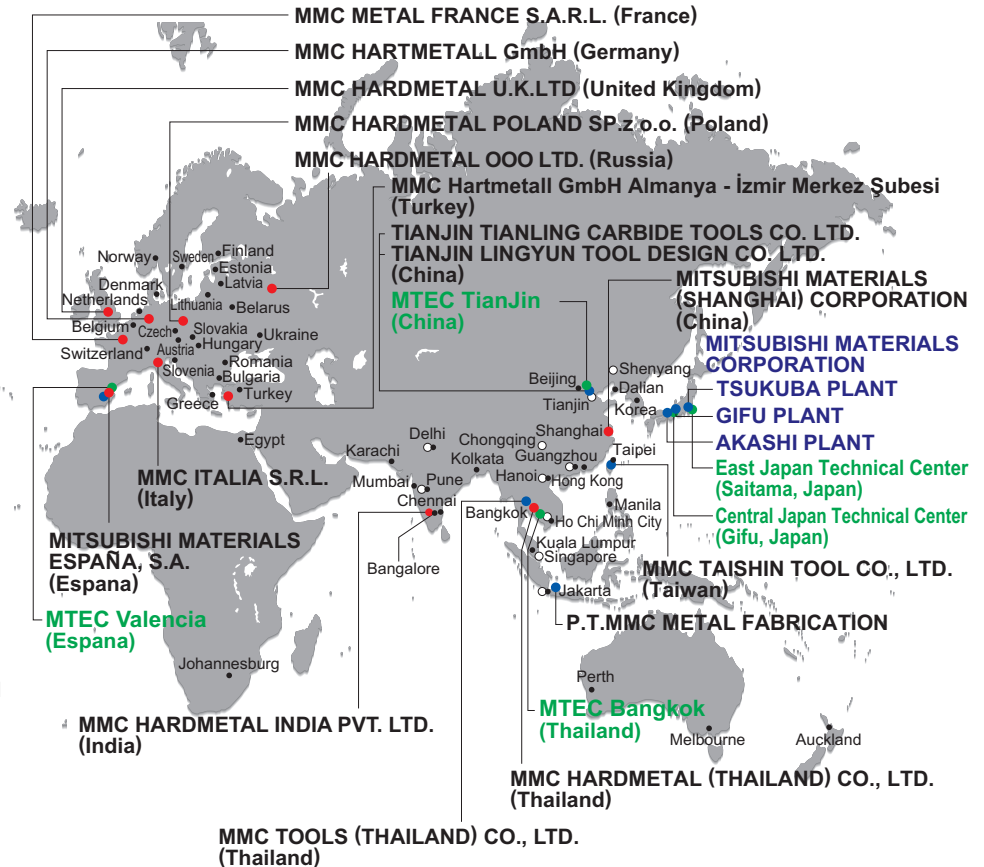 MMC METAL FRANCE S.A.R.L. (France)
MMC HARTMETALL GmbH (Germany)
MMC HARDMETAL U.K.LTD (United Kingdom)
MMC HARDMETAL POLAND SP.z o.o. (Poland)
MMC HARDMETAL OOO LTD. (Russia)
MMC Hartmetall GmbH Almanya - İzmir Merkez Şubesi
(Turkey)
TIANJIN TIANLING CARBIDE TOOLS CO. LTD.
TIANJIN LINGYUN TOOL DESIGN CO. LTD.
(China)
MTEC TianJin
(China)
MITSUBISHI MATERIALS
(SHANGHAI) CORPORATION
(China)
MITSUBISHI MATERIALS
CORPORATION
TSUKUBA PLANT
GIFU PLANT
AKASHI PLANT
East Japan Technical Center
(Saitama, Japan)
Central Japan Technical Center
(Gifu, Japan)
Norway
Sweden
Finland
Estonia
Latvia
Denmark
Netherlands
Lithuania
Belarus
Belgium
Czech
Slovakia
Ukraine
Hungary
Switzerland
Austria
Slovenia
Romania
Bulgaria
Turkey
Greece
Egypt
Beijing
Shenyang
Dalian
Tianjin
Korea
Shanghai
Karachi
Delhi
Chongqing
Kolkata
Guangzhou
Taipei
Mumbai
Pune
Hanoi
Hong Kong
Chennai
Bangkok
Manila
Ho Chi Minh City
Kuala Lumpur
Singapore
Bangalore
Jakarta
MMC ITALIA S.R.L.
(Italy)
MITSUBISHI MATERIALS
ESPAÑA, S.A.
(Espana)
MTEC Valencia
(Espana)
MMC TAISHIN TOOL CO., LTD.
(Taiwan)
P.T.MMC METAL FABRICATION
Johannesburg
Perth
Melbourne
Auckland
MMC HARDMETAL INDIA PVT. LTD.
(India)
MTEC Bangkok
(Thailand)
MMC HARDMETAL (THAILAND) CO., LTD.
(Thailand)
MMC TOOLS (THAILAND) CO., LTD.
(Thailand)